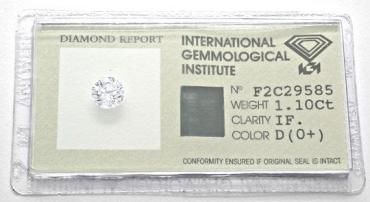 DIAMOND REPORT
INTERNATIONAL
GEMMOLOGICAL
INSTITUTE
IGI
Nº F2C29585
WEIGHT 1.10Ct
CLARITY IF.
COLOR D(0+)
CONFORMITY ENSURED IF ORIGINAL SEAL IS INTACT.